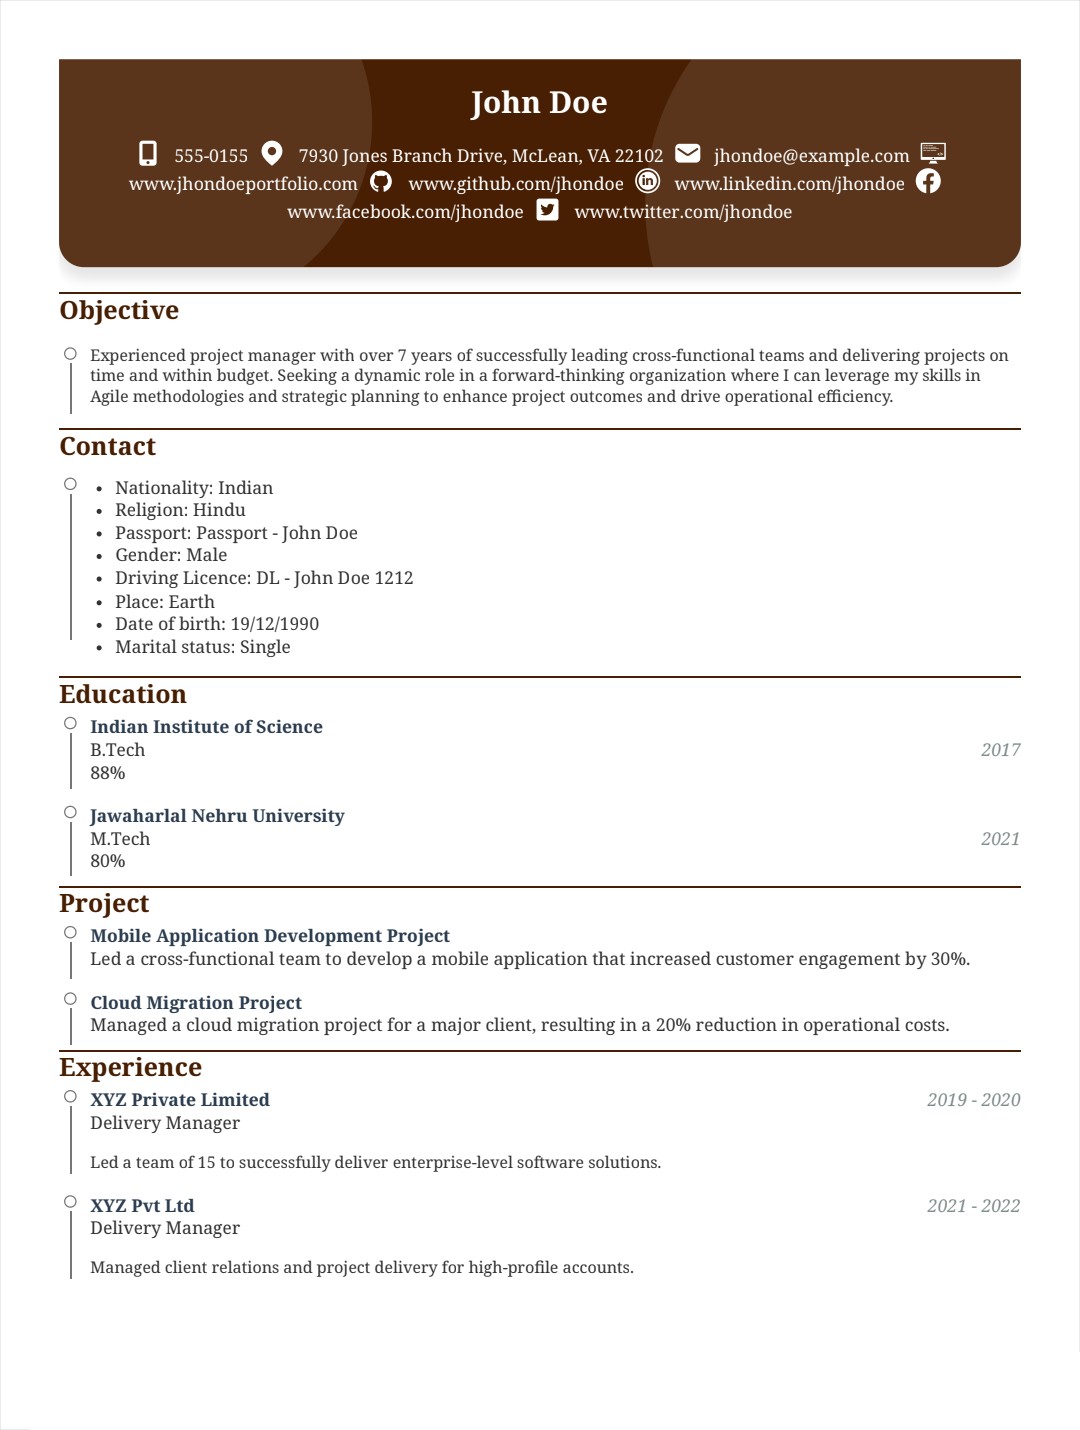 John Doe
555-0155 7930 Jones Branch Drive, McLean, VA 22102 jhondoe@example.com
www.jhondoeportfolio.com www.github.com/jhondoe www.linkedin.com/jhondoe
www.facebook.com/jhondoe www.twitter.com/jhondoe
Objective
Experienced project manager with over 7 years of successfully leading cross-functional teams and delivering projects on
time and within budget. Seeking a dynamic role in a forward-thinking organization where I can leverage my skills in
Agile methodologies and strategic planning to enhance project outcomes and drive operational efficiency.
Contact
• Nationality: Indian
• Religion: Hindu
• Passport: Passport - John Doe
• Gender: Male
• Driving Licence: DL - John Doe 1212
• Place: Earth
• Date of birth: 19/12/1990
• Marital status: Single
Education
Indian Institute of Science
B.Tech 2017
88%
Jawaharlal Nehru University
M.Tech 2021
80%
Project
Mobile Application Development Project
Led a cross-functional team to develop a mobile application that increased customer engagement by 30%.
Cloud Migration Project
Managed a cloud migration project for a major client, resulting in a 20% reduction in operational costs.
Experience
XYZ Private Limited 2019 - 2020
Delivery Manager
Led a team of 15 to successfully deliver enterprise-level software solutions.
XYZ Pvt Ltd 2021 - 2022
Delivery Manager
Managed client relations and project delivery for high-profile accounts.